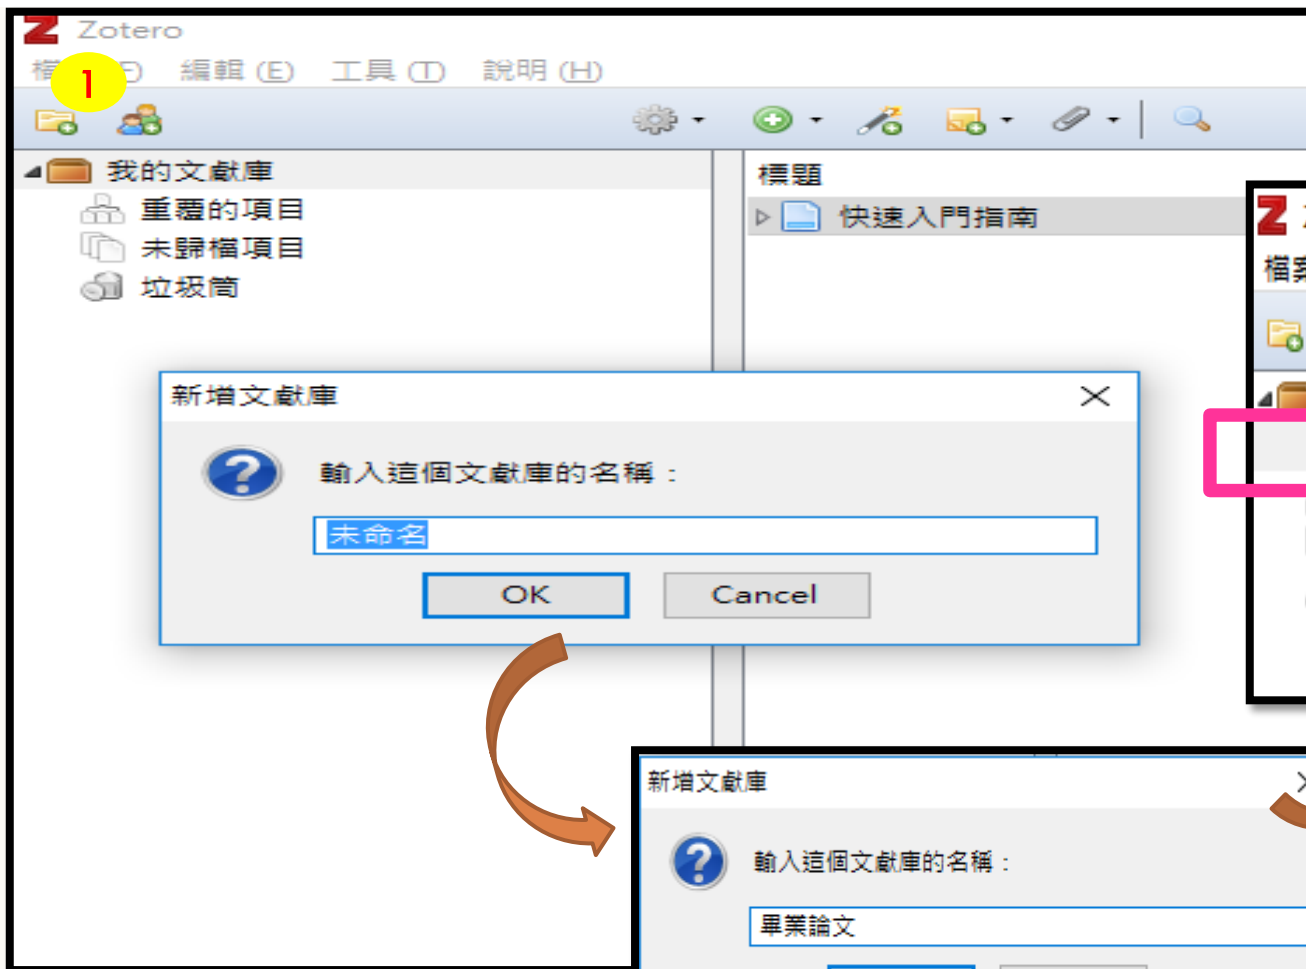 Zotero
編輯(E) 工具(T) 說明(H)
1
我的文獻庫
重覆的項目
未歸檔項目
垃圾筒
標題
快速入門指南
檔案
新增文獻庫
輸入這個文獻庫的名稱：
未命名
OK Cancel
新增文獻庫
輸入這個文獻庫的名稱：
畢業論文